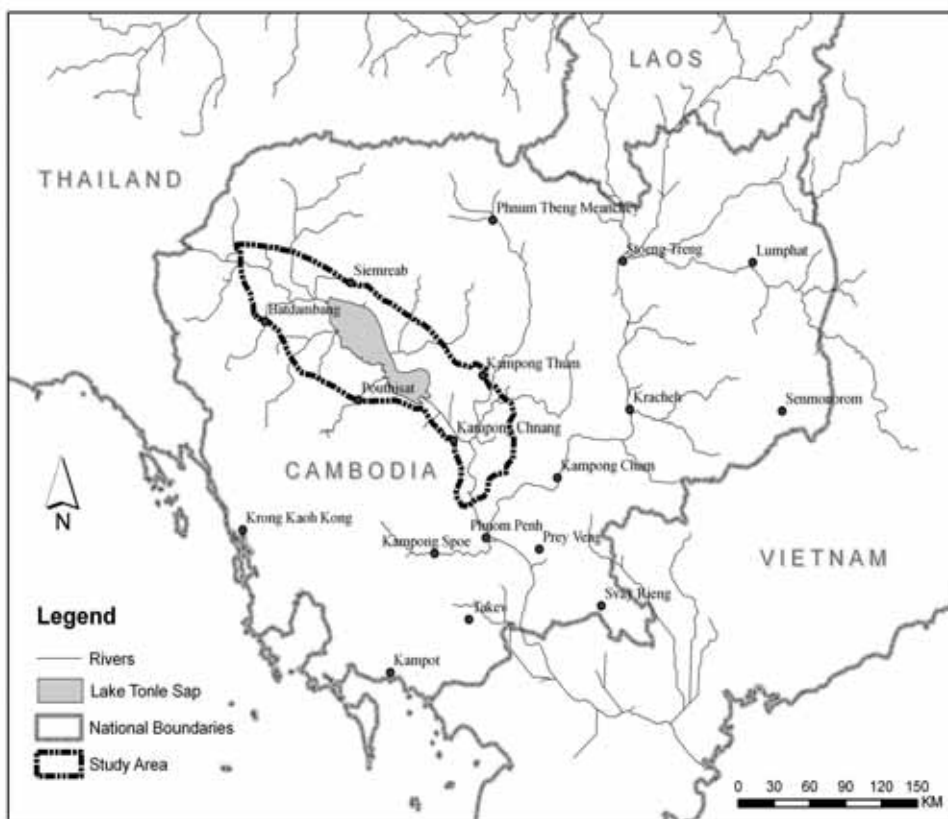 LAOS
THAILAND
Phnum Tbeng Meanchey
Stoeng Treng
Lumphat
Siemreab
Batdambang
Kampong Thum
Pouthisat
Kracheh
Senmonorom
Kampong Chnang
CAMBODIA
Kampong Cham
N
Krong Kaoh Kong
Phnom Penh
Kampong Spoe
Prey Veng
VIETNAM
Svay Rieng
Takev
Kampot
Legend
Rivers
Lake Tonle Sap
National Boundaries
Study Area
0 30 60 90 120 150
KM